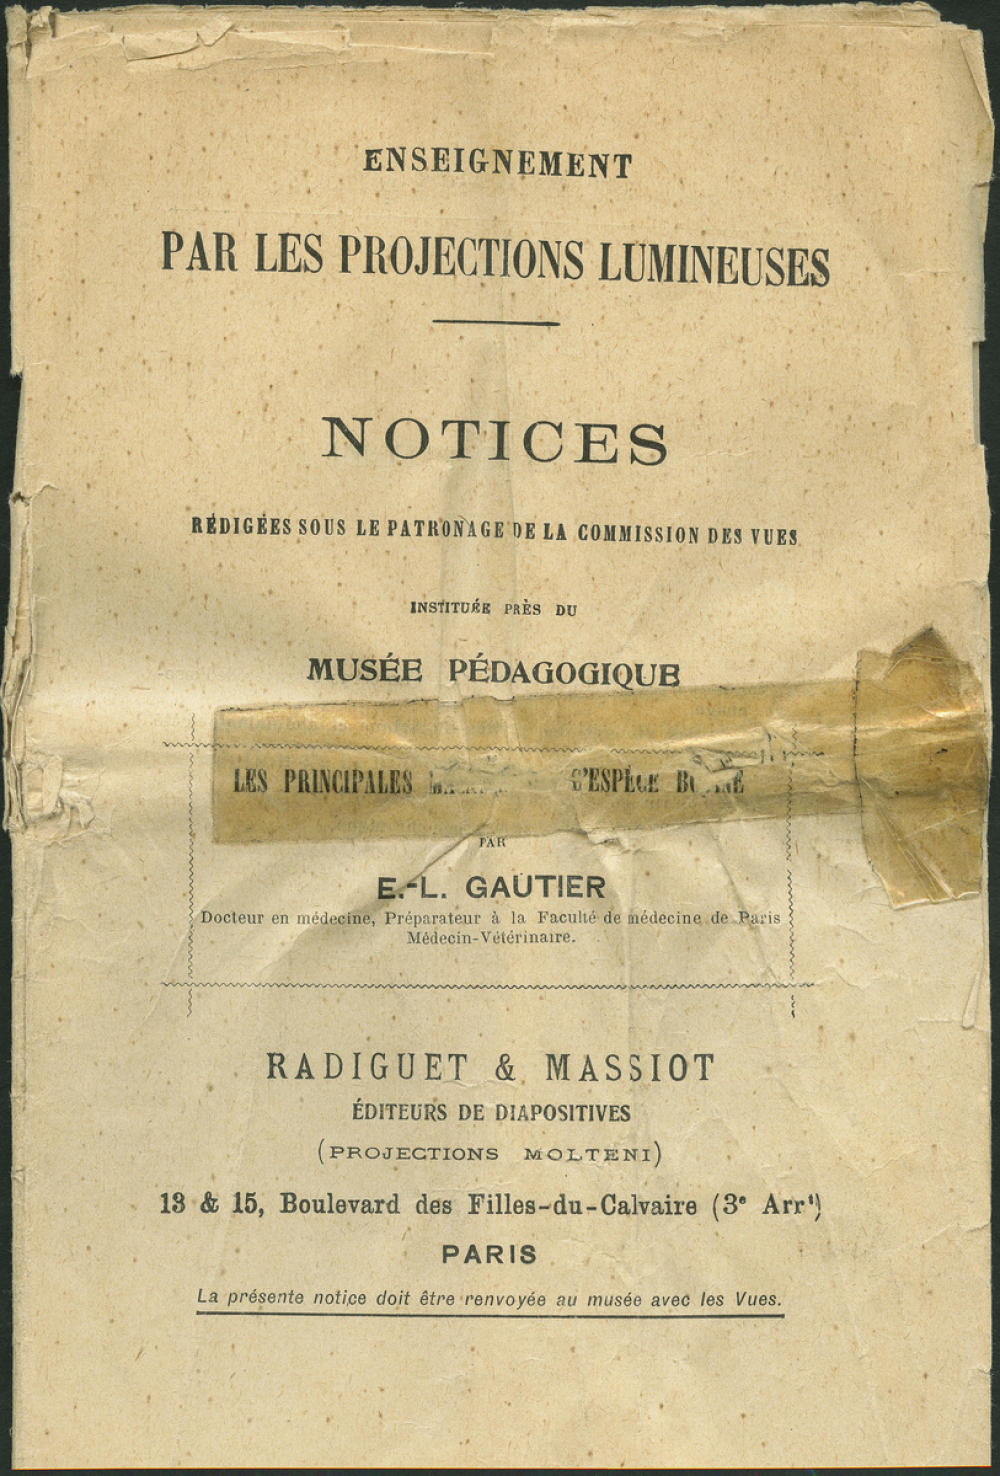 ENSEIGNEMENT
PAR LES PROJECTIONS LUMINEUSES
NOTICES
RÉDIGÉES SOUS LE PATRONAGE DE LA COMMISSION DES VUES
INSTITUÉE PRÈS DU
MUSÉE PÉDAGOGIQUE
LES PRINCIPALES
PAR
E.-L. GAUTIER
Docteur en médecine, Préparateur à la Faculté de médecine de Paris
Médecin-Vétérinaire.
RADIGUET & MASSIOT
ÉDITEURS DE DIAPOSITIVES
(PROJECTIONS MOLTENI)
13 & 15, Boulevard des Filles-du-Calvaire (3e Arrt)
PARIS
La présente notice doit être renvoyée au musée avec les Vues.